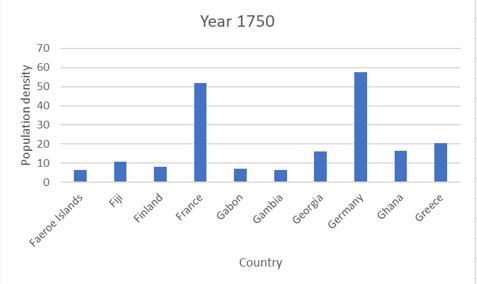 Year 1750
Population density
70
60
50
40
30
20
10
0
Faeroe Islands
Fiji
Finland
France
Gabon
Gambia
Georgia
Germany
Ghana
Greece
Country